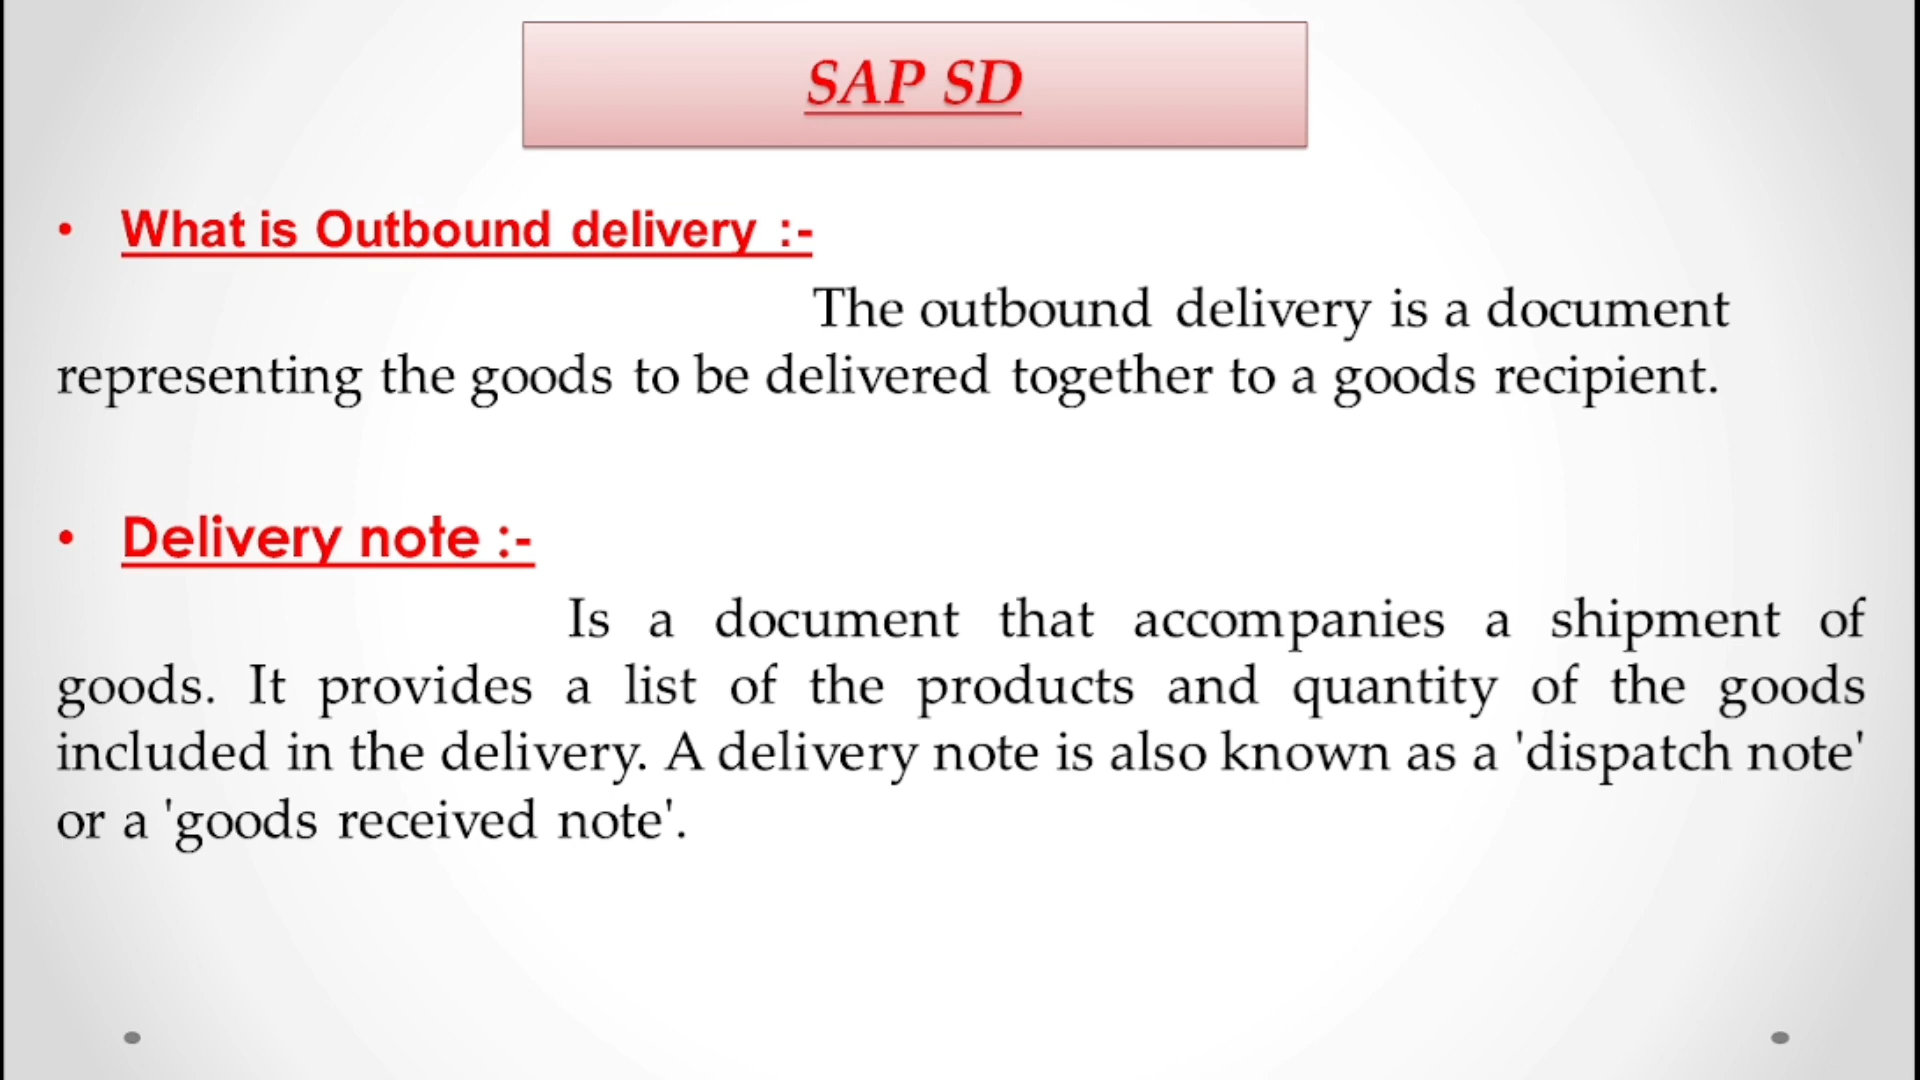 SAP SD
• What is Outbound delivery :-
The outbound delivery is a document
representing the goods to be delivered together to a goods recipient.
• Delivery note :-
Is a document that accompanies a shipment of
goods. It provides a list of the products and quantity of the goods
included in the delivery. A delivery note is also known as a 'dispatch note'
or a 'goods received note'.